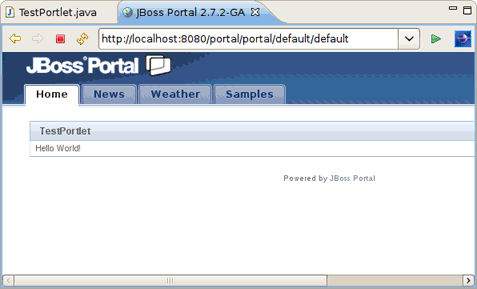 TestPortlet.java JBoss Portal 2.7.2-GA
http://localhost:8080/portal/portal/default/default
JBoss Portal
Home News Weather Samples
TestPortlet
Hello World!
Powered by JBoss Portal